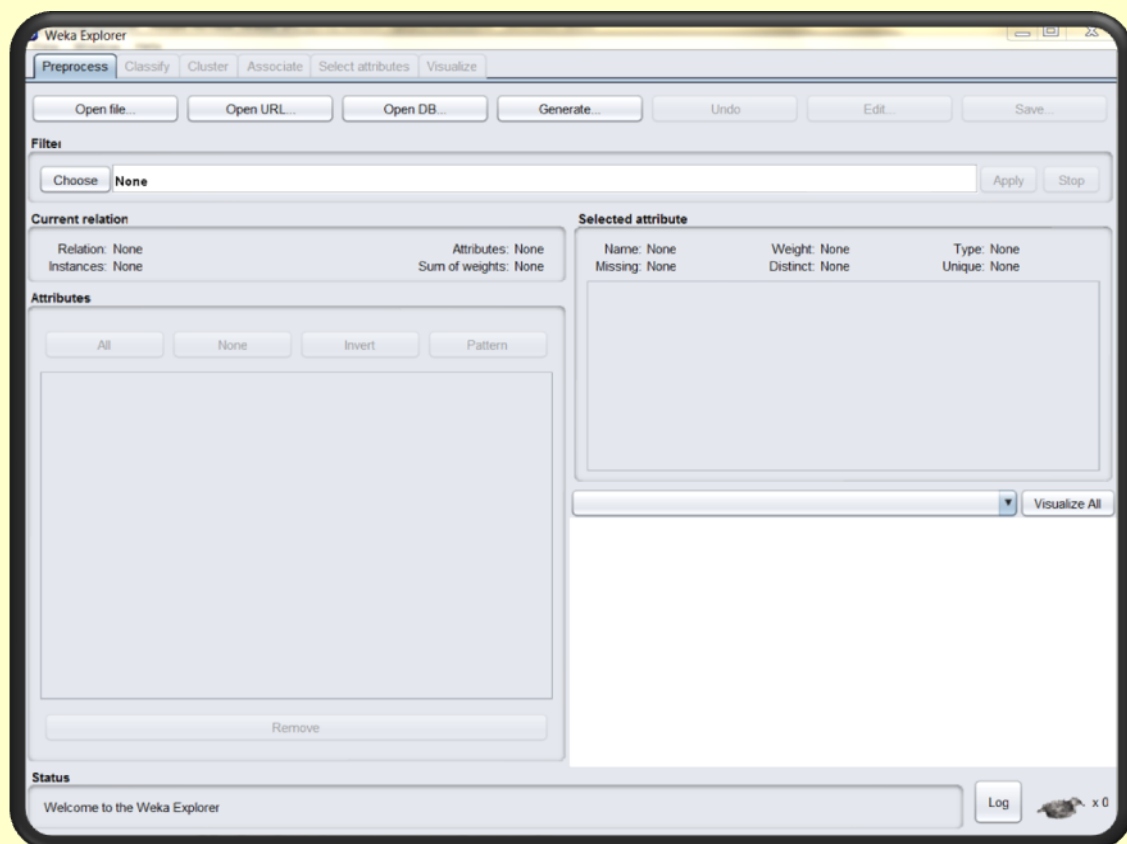 Weka Explorer
Preprocess Classify Cluster Associate Select attributes Visualize
Open file... Open URL... Open DB... Generate... Undo Edit... Save...
Filter
Choose None Apply Stop
Current relation
Relation: None Attributes: None
Instances: None Sum of weights: None
Selected attribute
Name: None Weight: None Type: None
Missing: None Distinct: None Unique: None
Attributes
All None Invert Pattern
Visualize All
Remove
Status
Welcome to the Weka Explorer
Log x 0